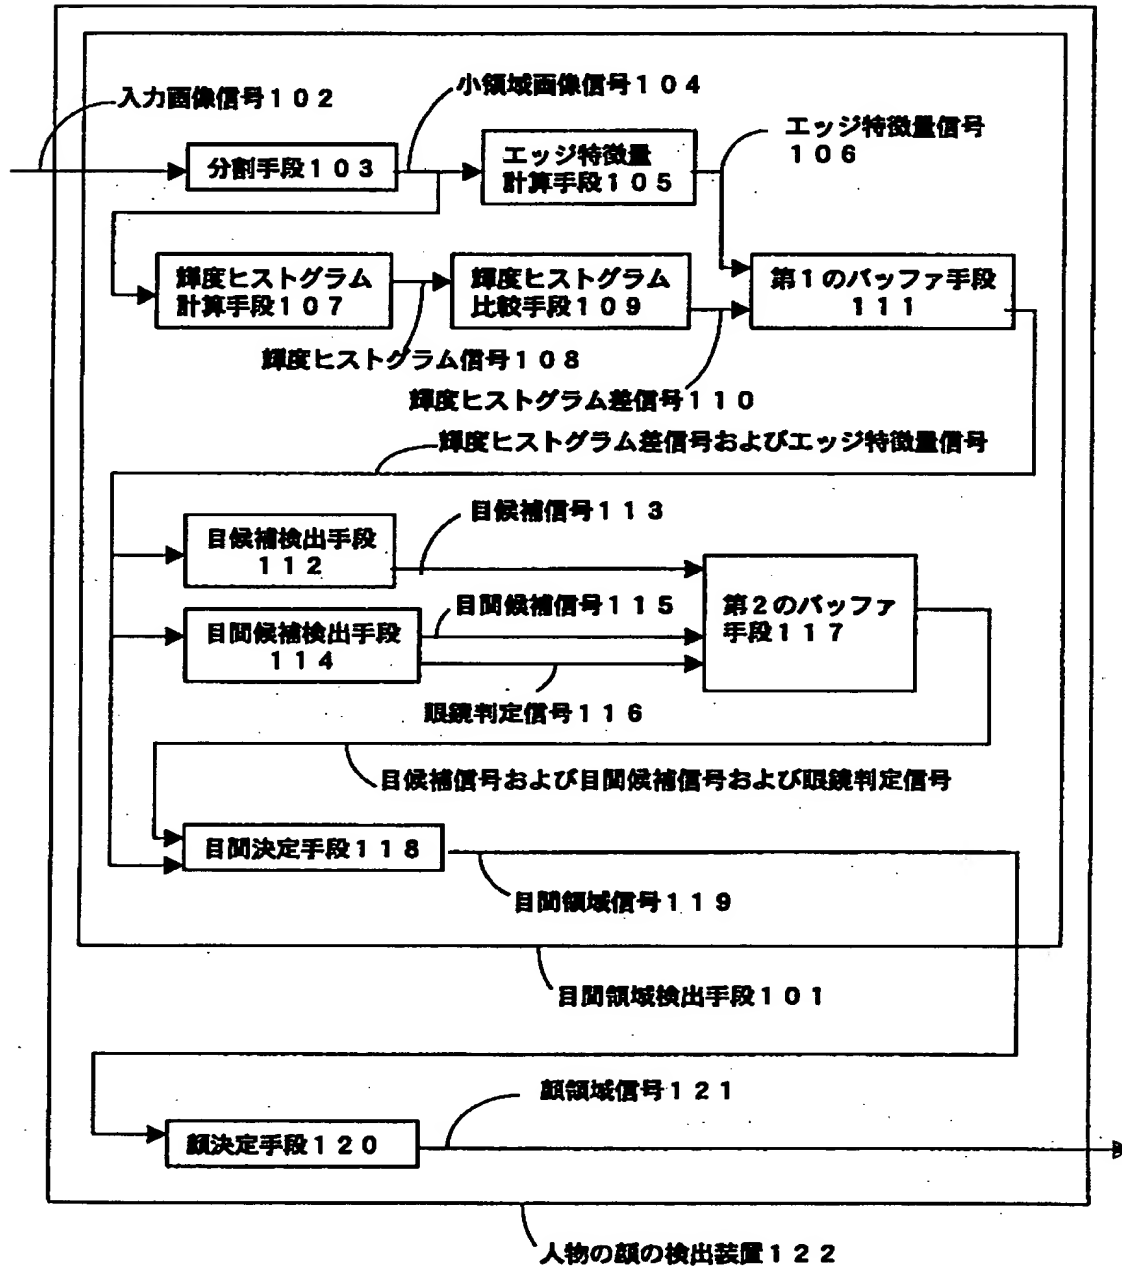 入力画像信号１０２
小領域画像信号１０４
エッジ特徴量信号
１０６
分割手段１０３
エッジ特徴量
計算手段１０５
輝度ヒストグラム
計算手段１０７
輝度ヒストグラム
比較手段１０９
第１のバッファ手段
１１１
輝度ヒストグラム信号１０８
輝度ヒストグラム差信号１１０
輝度ヒストグラム差信号およびエッジ特徴量信号
目候補信号１１３
目候補検出手段
１１２
目間候補信号１１５
第２のバッファ
手段１１７
目間候補検出手段
１１４
眼鏡判定信号１１６
目候補信号および目間候補信号および眼鏡判定信号
目間決定手段１１８
目間領域信号１１９
目間領域検出手段１０１
顔領域信号１２１
顔決定手段１２０
人物の顔の検出装置１２２